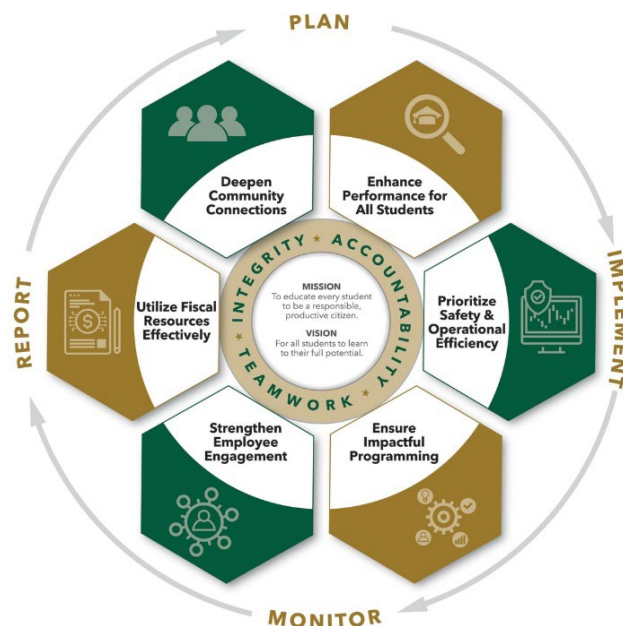 PLAN
Deepen
Community
Connections
Enhance
Performance for
All Students
REPORT
Utilize Fiscal
Resources
Effectively
INTEGRITY ★ ACCOUNTABILITY ★ TEAMWORK ★
MISSION
To educate every student
to be a responsible,
productive citizen.
VISION
For all students to learn
to their full potential.
Prioritize
Safety &
Operational
Efficiency
IMPLEMENT
Strengthen
Employee
Engagement
Ensure
Impactful
Programming
MONITOR